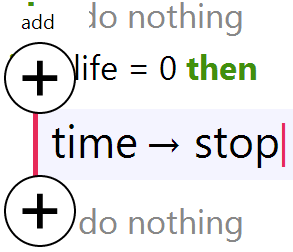 do nothing
add
life = 0 then
time → stop
do nothing